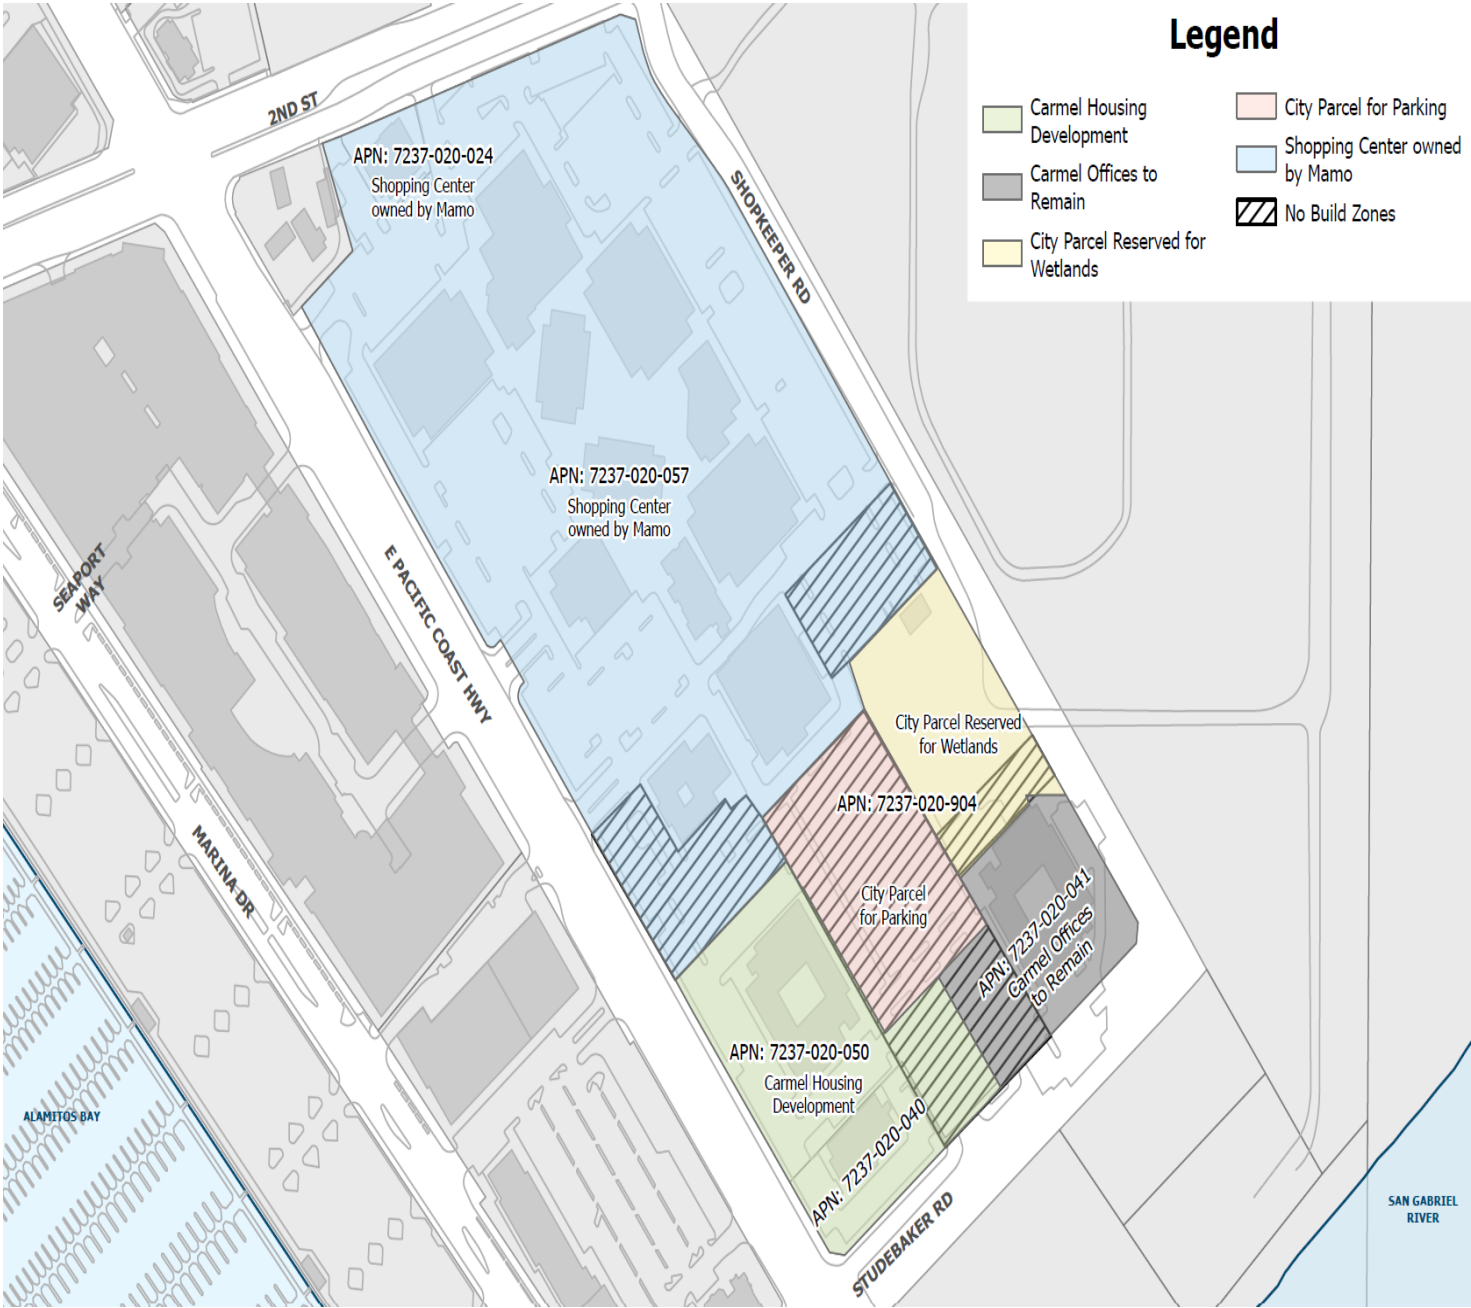 Legend
Carmel Housing
Development
Carmel Offices to
Remain
City Parcel Reserved for
Wetlands
City Parcel for Parking
Shopping Center owned
by Mamo
No Build Zones
2ND ST
APN: 7237-020-024
Shopping Center
owned by Mamo
SHOPKEEPER RD
APN: 7237-020-057
Shopping Center
owned by Mamo
SEAPORT
WAY
E PACIFIC COAST HWY
City Parcel Reserved
for Wetlands
APN: 7237-020-904
MARINA DR
City Parcel
for Parking
APN: 7237-020-041
Carmel Offices
to Remain
APN: 7237-020-050
Carmel Housing
Development
APN: 7237-020-040
ALAMITOS BAY
STUDEBAKER RD
SAN GABRIEL
RIVER